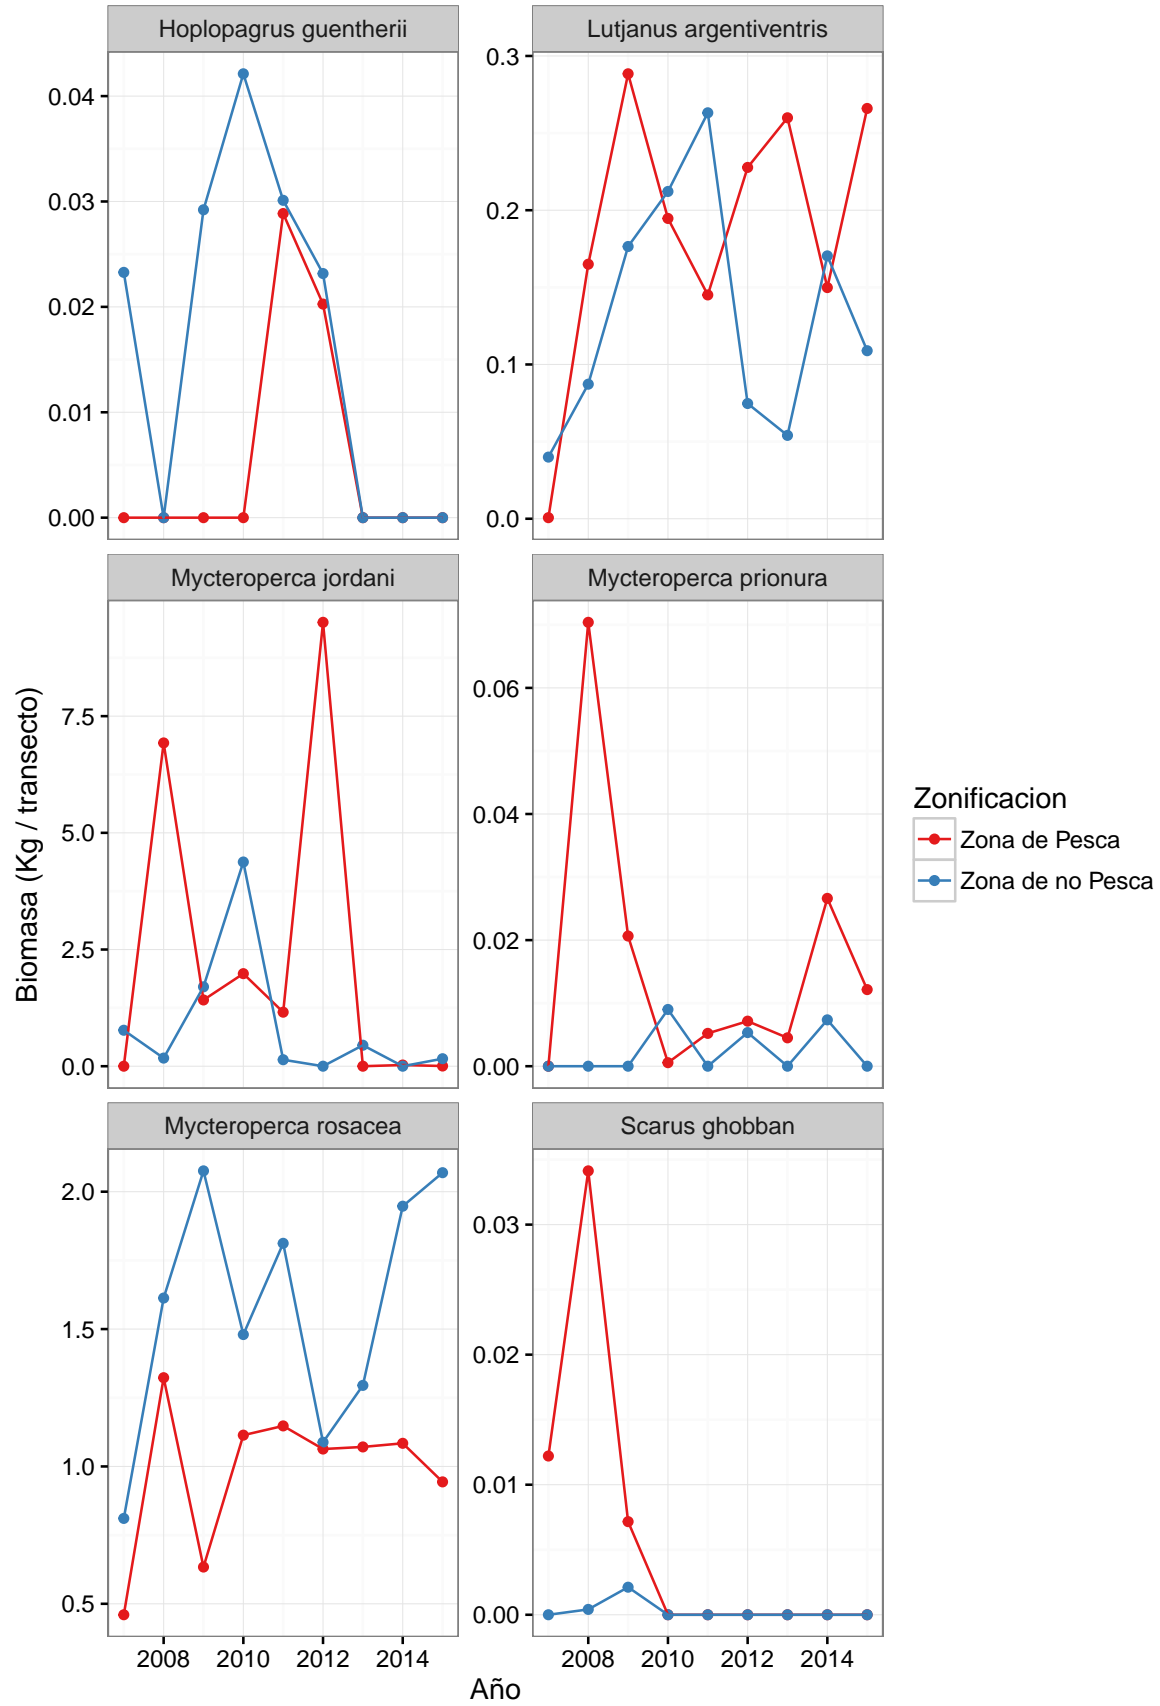 Hoplopagrus guentherii
Lutjanus argentiventris
0.04
0.03
0.02
0.01
0.00
0.3
0.2
0.1
0.0
Mycteroperca jordani
Mycteroperca prionura
7.5
5.0
2.5
0.0
0.06
0.04
0.02
0.00
Biomasa (Kg / transecto)
Zonificacion
Zona de Pesca
Zona de no Pesca
Mycteroperca rosacea
Scarus ghobban
2.0
1.5
1.0
0.5
0.03
0.02
0.01
0.00
2008 2010 2012 2014
2008 2010 2012 2014
Año